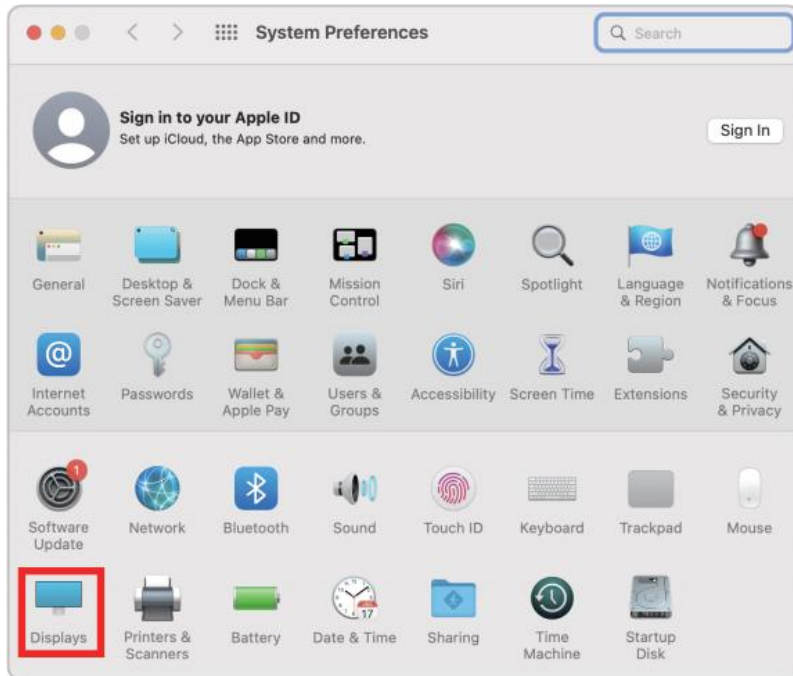 System Preferences
Search
Sign in to your Apple ID
Set up iCloud, the App Store and more.
Sign In
General
Desktop &
Screen Saver
Dock &
Menu Bar
Mission
Control
Siri
Spotlight
Language
& Region
Notifications
& Focus
@
Internet
Accounts
Passwords
Wallet &
Apple Pay
Users &
Groups
Accessibility
Screen Time
Extensions
Security
& Privacy
1
Software
Update
Network
Bluetooth
Sound
Touch ID
Keyboard
Trackpad
Mouse
Displays
Printers &
Scanners
Battery
17
Date & Time
Sharing
Time
Machine
Startup
Disk